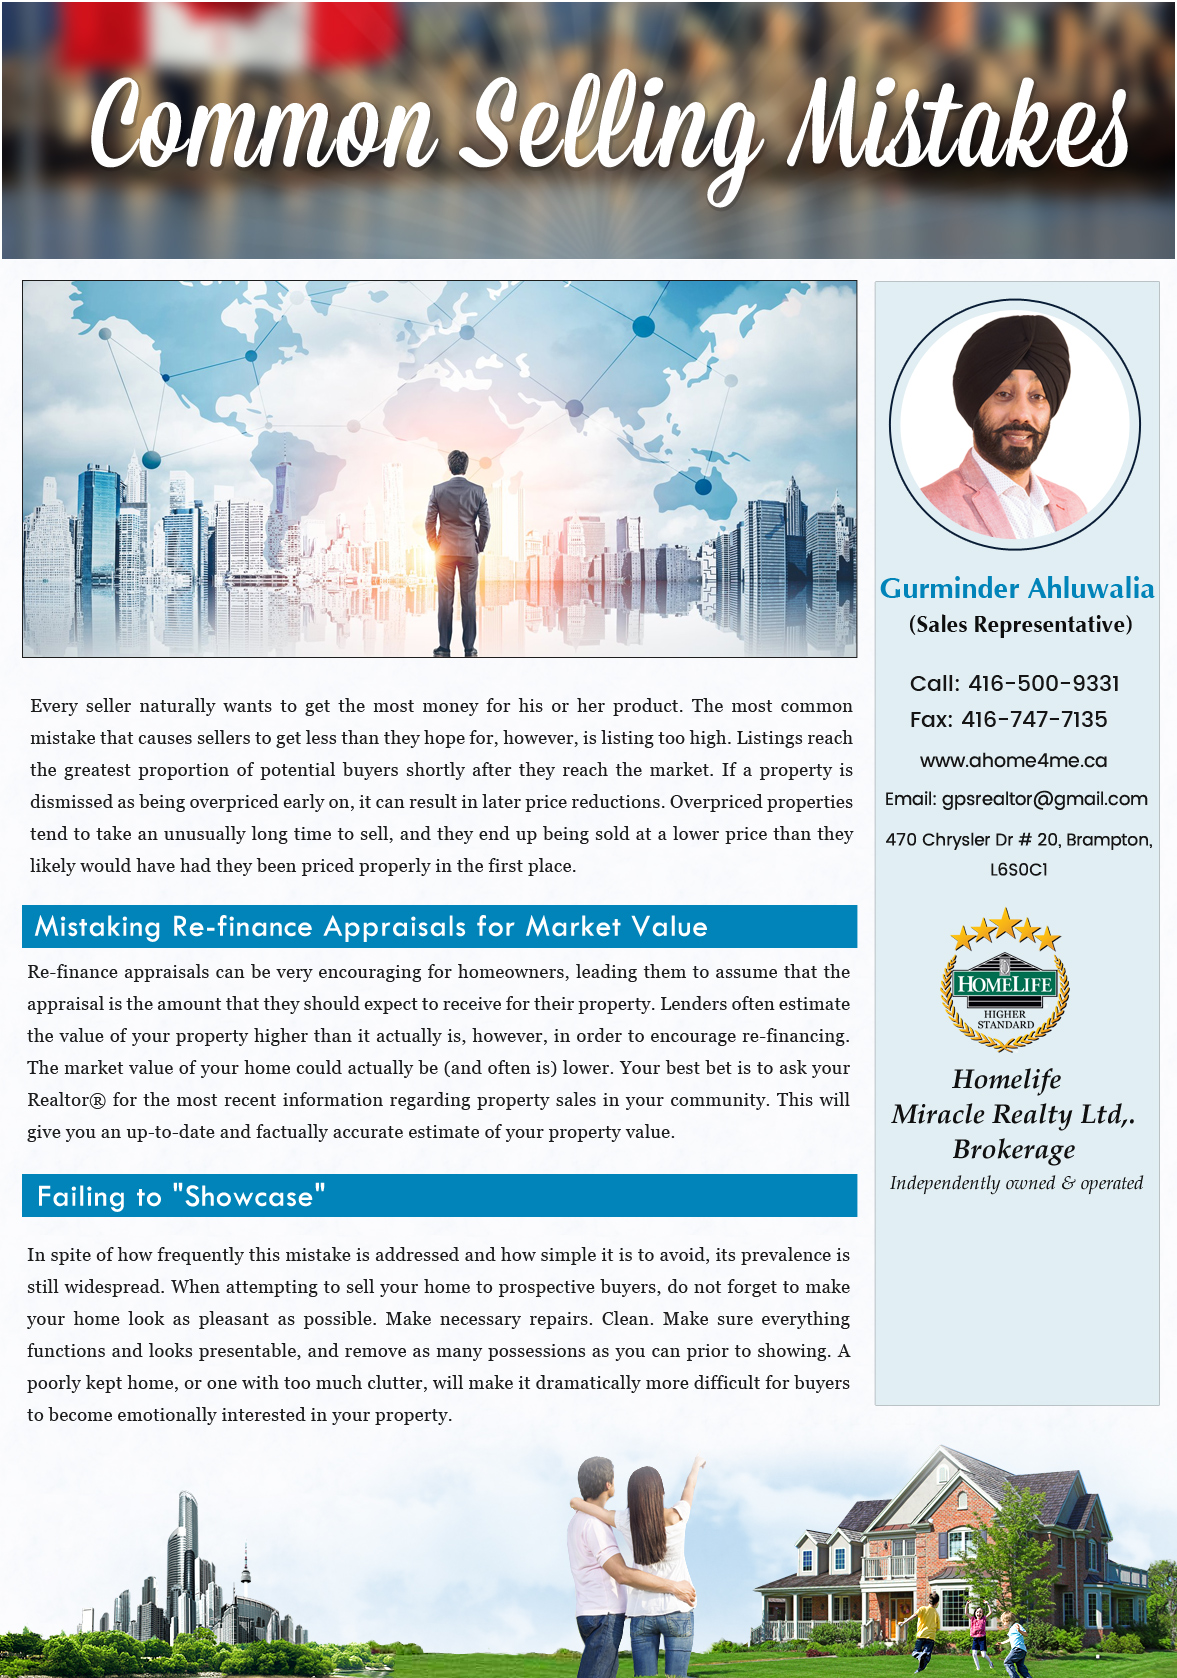 Common Selling Mistakes
Every seller naturally wants to get the most money for his or her product. The most common
mistake that causes sellers to get less than they hope for, however, is listing too high. Listings reach
the greatest proportion of potential buyers shortly after they reach the market. If a property is
dismissed as being overpriced early on, it can result in later price reductions. Overpriced properties
tend to take an unusually long time to sell, and they end up being sold at a lower price than they
likely would have had they been priced properly in the first place.
Mistaking Re-finance Appraisals for Market Value
Re-finance appraisals can be very encouraging for homeowners, leading them to assume that the
appraisal is the amount that they should expect to receive for their property. Lenders often estimate
the value of your property higher than it actually is, however, in order to encourage re-financing.
The market value of your home could actually be (and often is) lower. Your best bet is to ask your
Realtor® for the most recent information regarding property sales in your community. This will
give you an up-to-date and factually accurate estimate of your property value.
Failing to "Showcase"
In spite of how frequently this mistake is addressed and how simple it is to avoid, its prevalence is
still widespread. When attempting to sell your home to prospective buyers, do not forget to make
your home look as pleasant as possible. Make necessary repairs. Clean. Make sure everything
functions and looks presentable, and remove as many possessions as you can prior to showing. A
poorly kept home, or one with too much clutter, will make it dramatically more difficult for buyers
to become emotionally interested in your property.
Gurminder Ahluwalia
(Sales Representative)
Call: 416-500-9331
Fax: 416-747-7135
www.ahome4me.ca
Email: gpsrealtor@gmail.com
470 Chrysler Dr # 20, Brampton,
L6S0C1
HOMELIFE
HIGHER
STANDARD
Homelife
Miracle Realty Ltd,.
Brokerage
Independently owned & operated